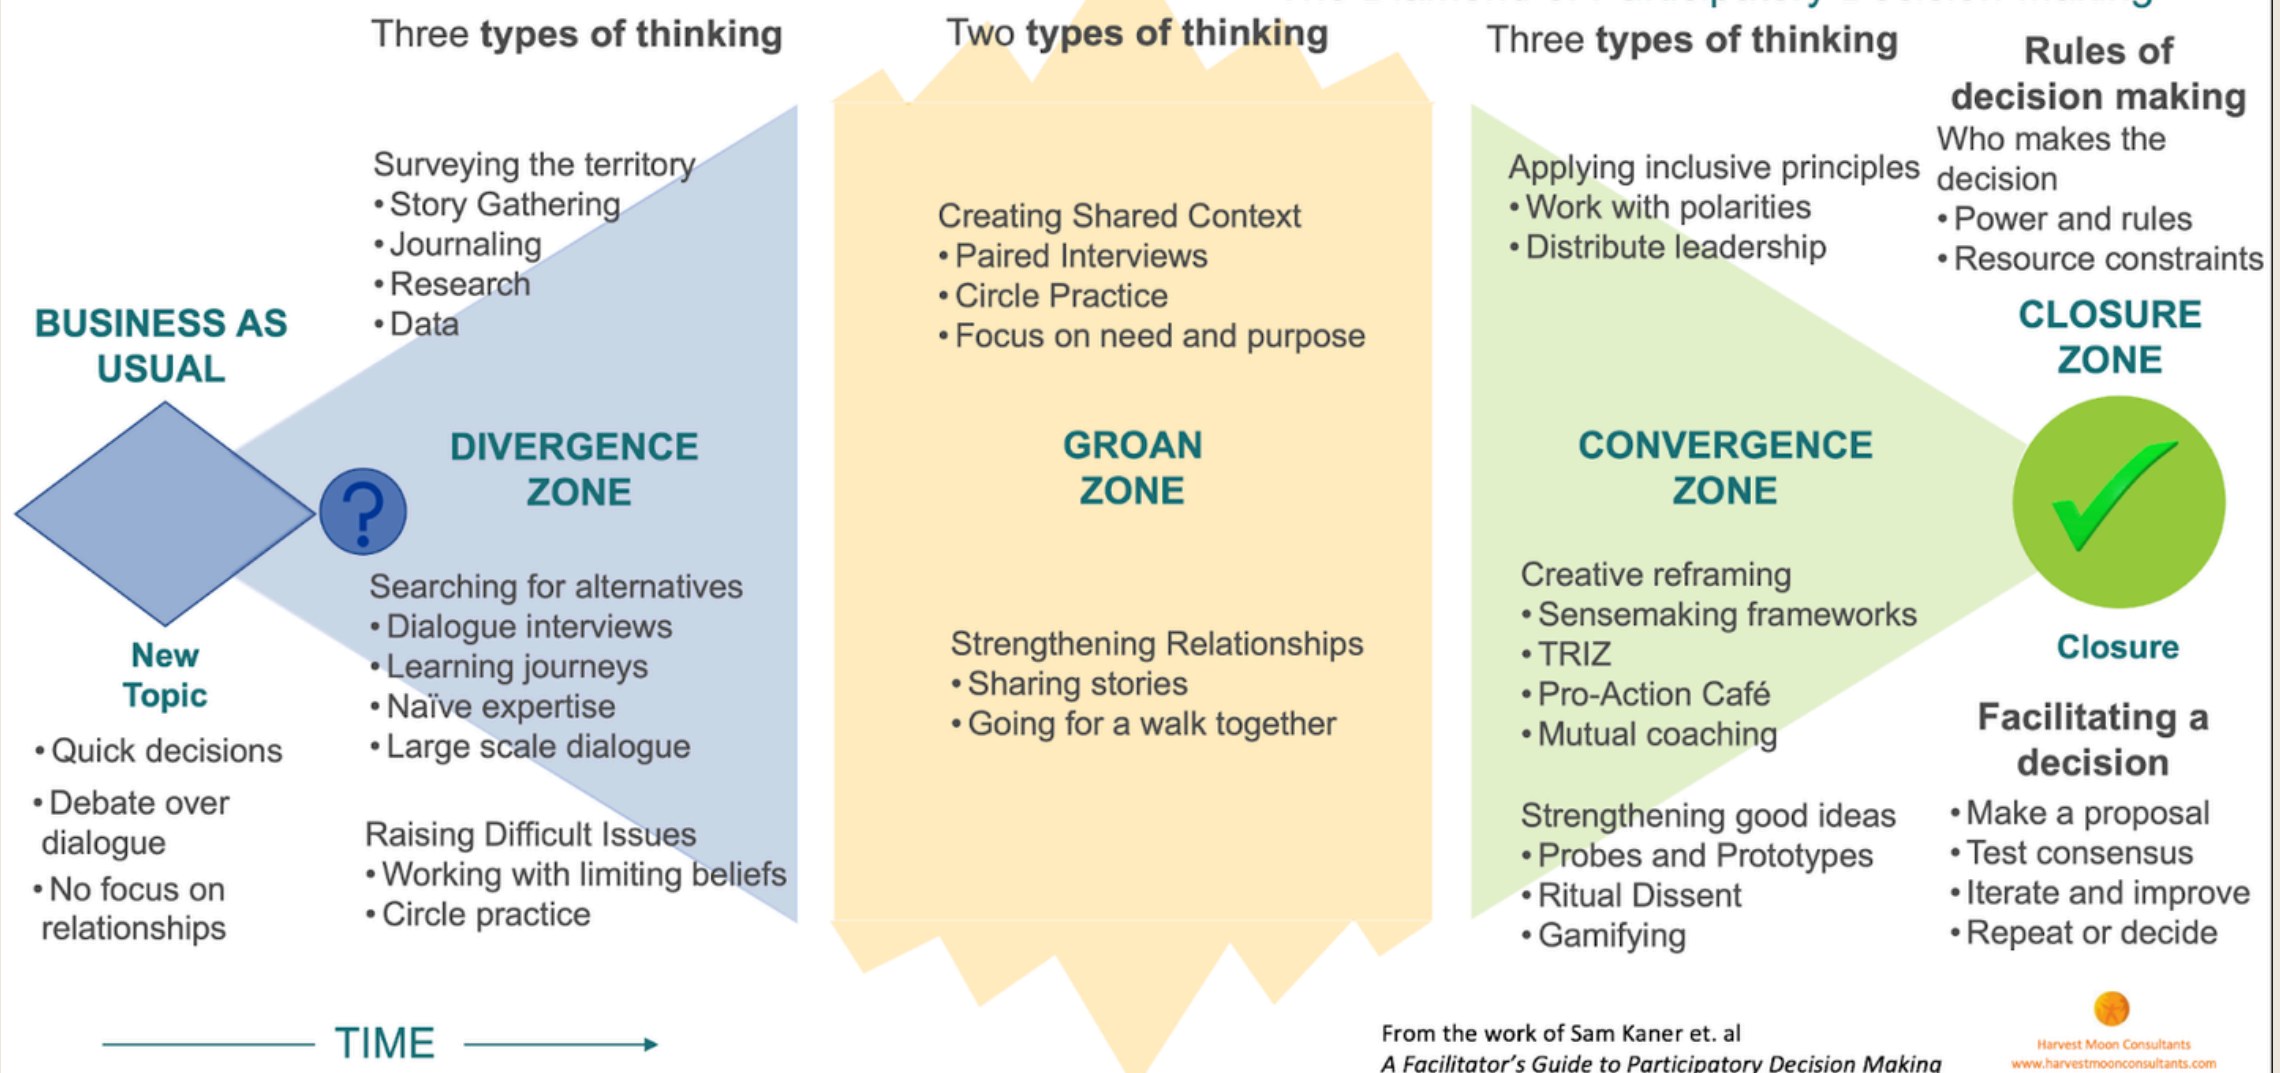 The Diamond of Participatory Decision Making
Three types of thinking
Two types of thinking
Three types of thinking
Rules of
decision making
Who makes the
decision
• Power and rules
• Resource constraints
Surveying the territory
• Story Gathering
• Journaling
• Research
• Data
Creating Shared Context
• Paired Interviews
• Circle Practice
• Focus on need and purpose
Applying inclusive principles
• Work with polarities
• Distribute leadership
BUSINESS AS
USUAL
CLOSURE
ZONE
DIVERGENCE
ZONE
GROAN
ZONE
CONVERGENCE
ZONE
?
New
Topic
• Quick decisions
• Debate over
dialogue
• No focus on
relationships
Searching for alternatives
• Dialogue interviews
• Learning journeys
• Naïve expertise
• Large scale dialogue
Raising Difficult Issues
• Working with limiting beliefs
• Circle practice
Strengthening Relationships
• Sharing stories
• Going for a walk together
Creative reframing
• Sensemaking frameworks
• TRIZ
• Pro-Action Café
• Mutual coaching
Strengthening good ideas
• Probes and Prototypes
• Ritual Dissent
• Gamifying
Closure
Facilitating a
decision
• Make a proposal
• Test consensus
• Iterate and improve
• Repeat or decide
TIME
From the work of Sam Kaner et. al
A Facilitator's Guide to Participatory Decision Making
Harvest Moon Consultants
www.harvestmoonconsultants.com